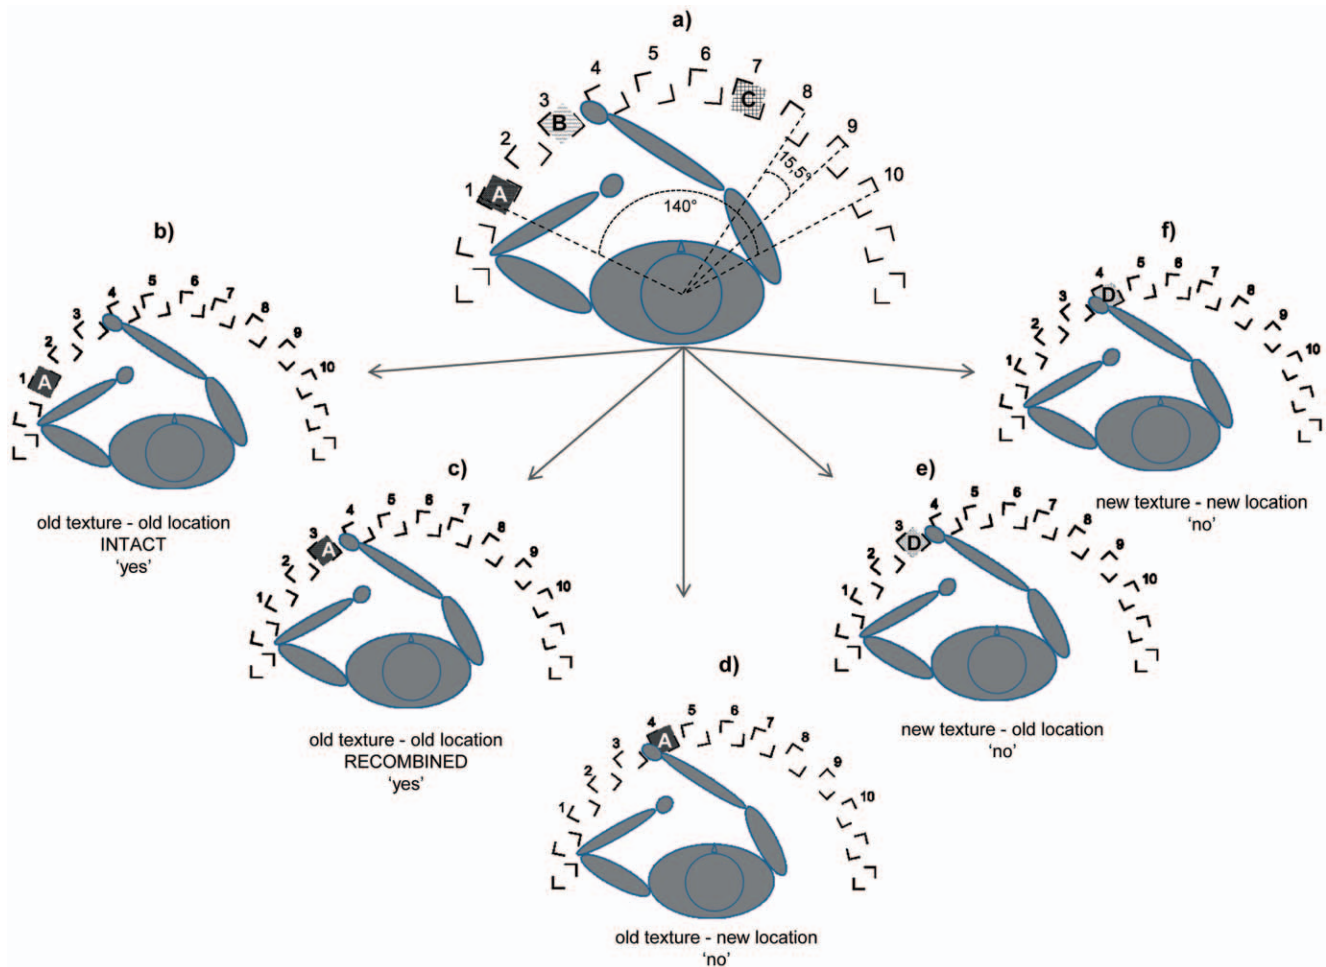 a)
1
2
3
4
5
6
7
8
9
10
A
B
C
15,5°
140°
b)
1
2
3
4
5
6
7
8
9
10
A
old texture - old location
INTACT
'yes'
c)
1
2
3
4
5
6
7
8
9
10
A
old texture - old location
RECOMBINED
'yes'
d)
1
2
3
4
5
6
7
8
9
10
A
old texture - new location
'no'
e)
1
2
3
4
5
6
7
8
9
10
D
new texture - old location
'no'
f)
1
2
3
4
5
6
7
8
9
10
D
new texture - new location
'no'